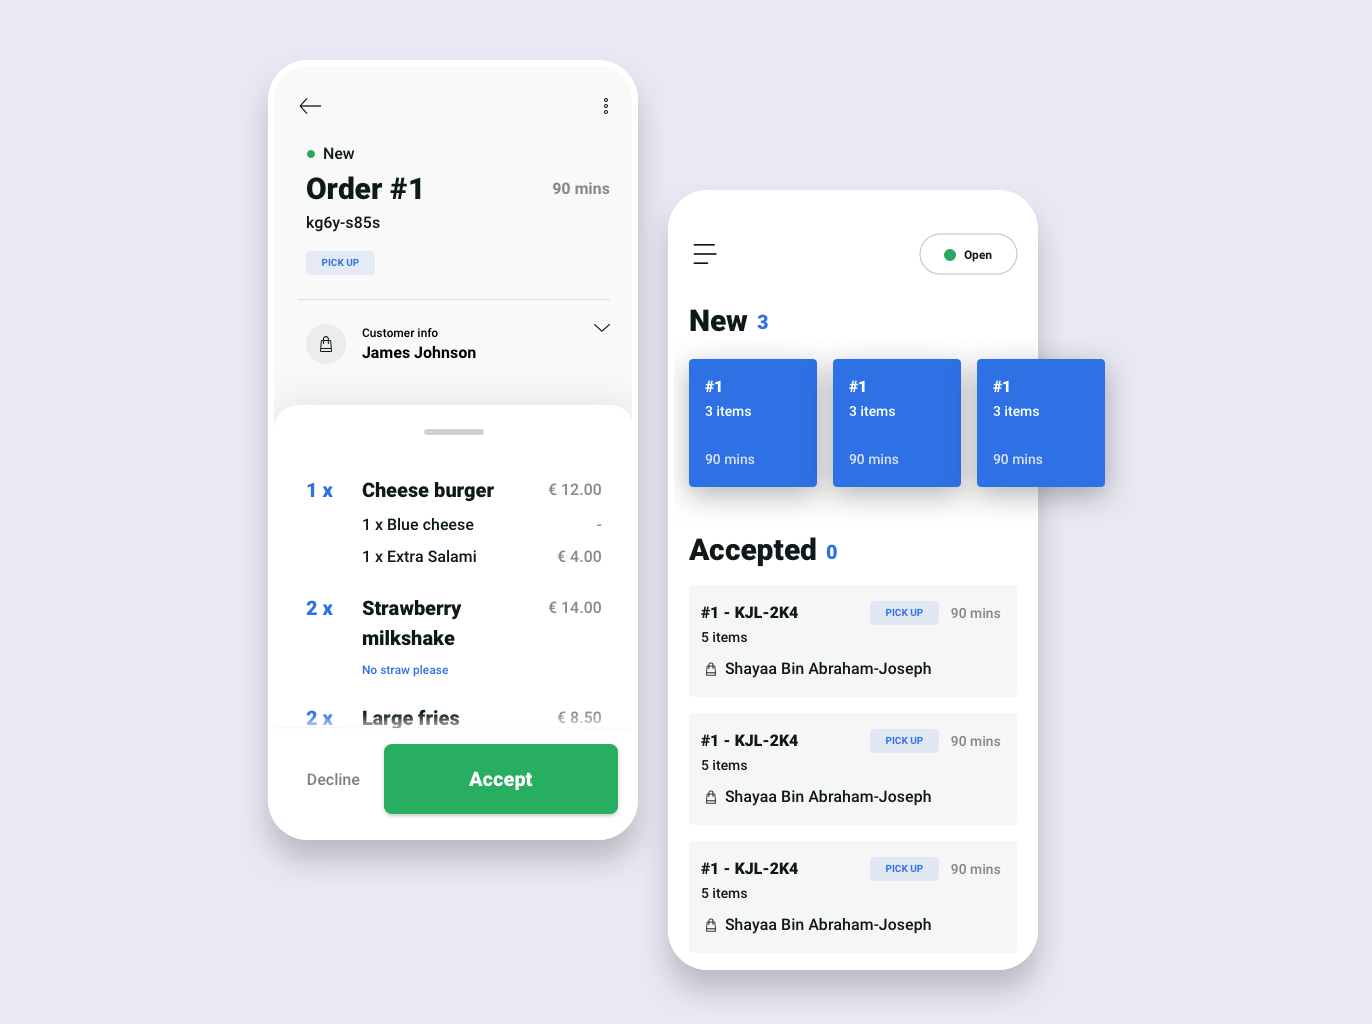 New
Order #1
90 mins
kg6y-s85s
PICK UP
Customer info
James Johnson
1 x Cheese burger € 12.00
1 x Blue cheese -
1 x Extra Salami € 4.00
2 x Strawberry € 14.00
milkshake
No straw please
2 x Large fries € 8.50
Decline
Accept
Open
New 3
#1
3 items
90 mins
#1
3 items
90 mins
#1
3 items
90 mins
Accepted 0
#1 - KJL-2K4 PICK UP 90 mins
5 items
Shayaa Bin Abraham-Joseph
#1 - KJL-2K4 PICK UP 90 mins
5 items
Shayaa Bin Abraham-Joseph
#1 - KJL-2K4 PICK UP 90 mins
5 items
Shayaa Bin Abraham-Joseph